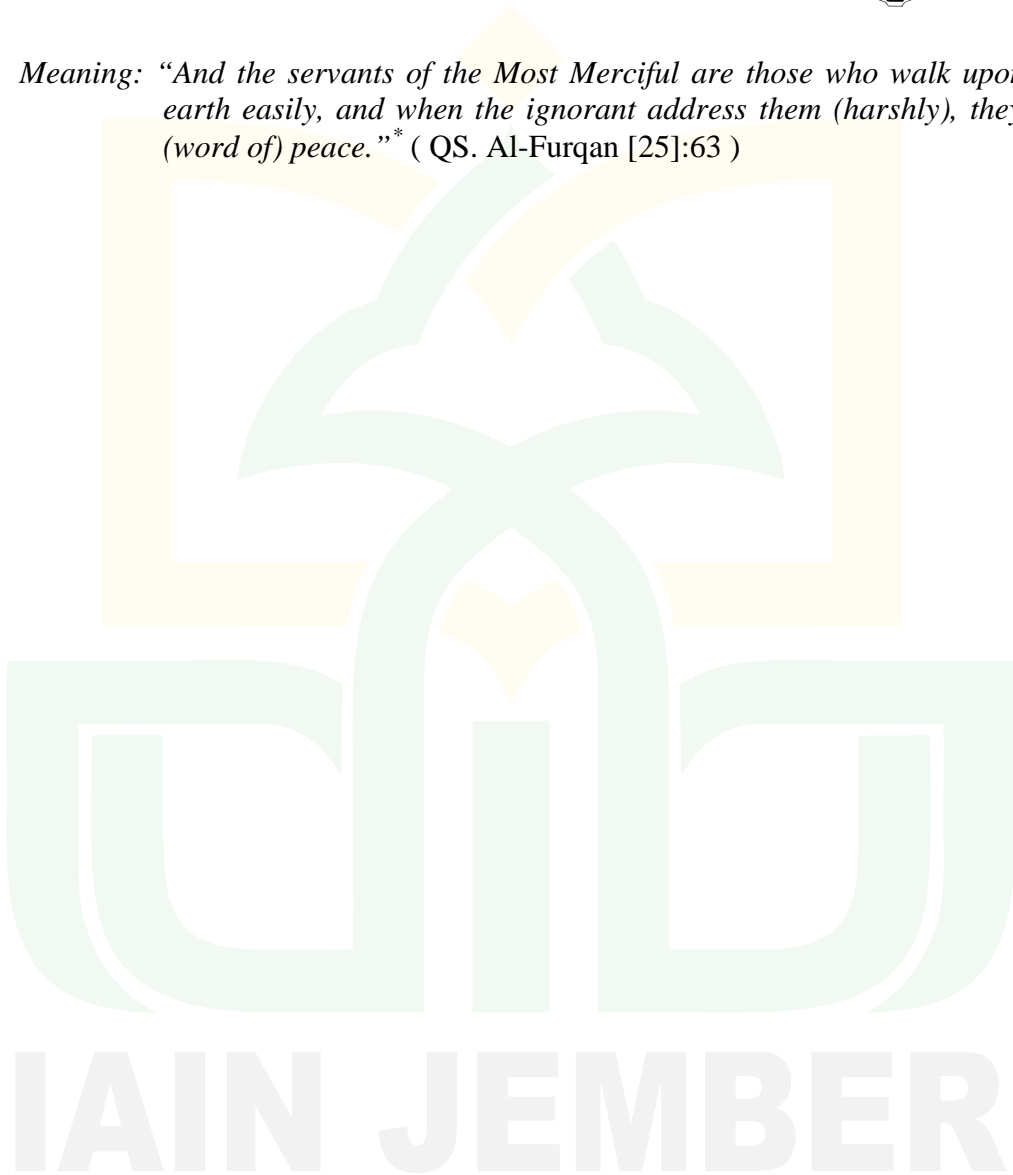 Meaning: “And the servants of the Most Merciful are those who walk upon
earth easily, and when the ignorant address them (harshly), they
(word of) peace.”* ( QS. Al-Furqan [25]:63 )
IAIN JEMBER